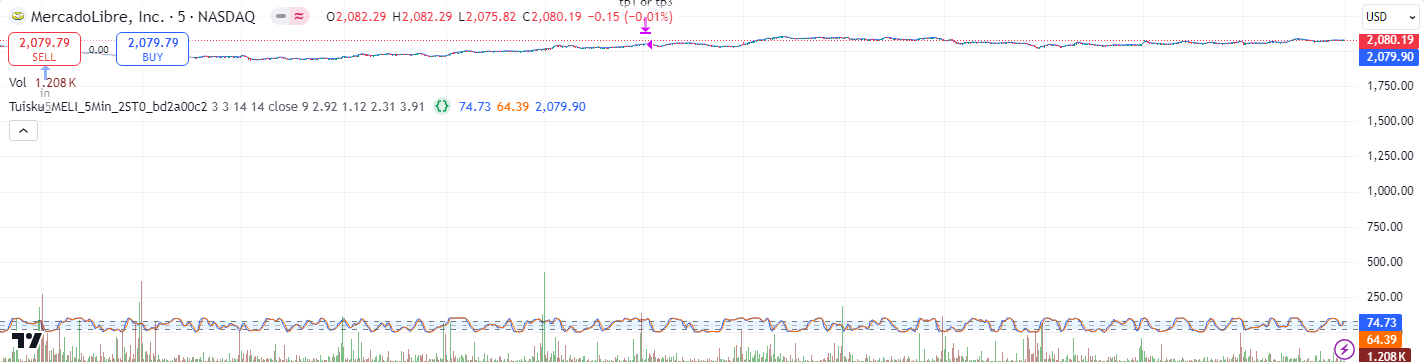 tp1 or tp3
MercadoLibre, Inc. · 5 · NASDAQ O2,082.29 H2,082.29 L2,075.82 C2,080.19 −0.15 (−0.01%)
USD
2,079.79
SELL
0.00
2,079.79
BUY
2,080.19
2,079.90
Vol 1.208 K
in
Tuisku_MELI_5Min_2ST0_bd2a00c2 3 3 14 14 close 9 2.92 1.12 2.31 3.91 {} 74.73 64.39 2,079.90
1,750.00
1,500.00
1,250.00
1,000.00
750.00
500.00
250.00
74.73
64.39
1.208 K